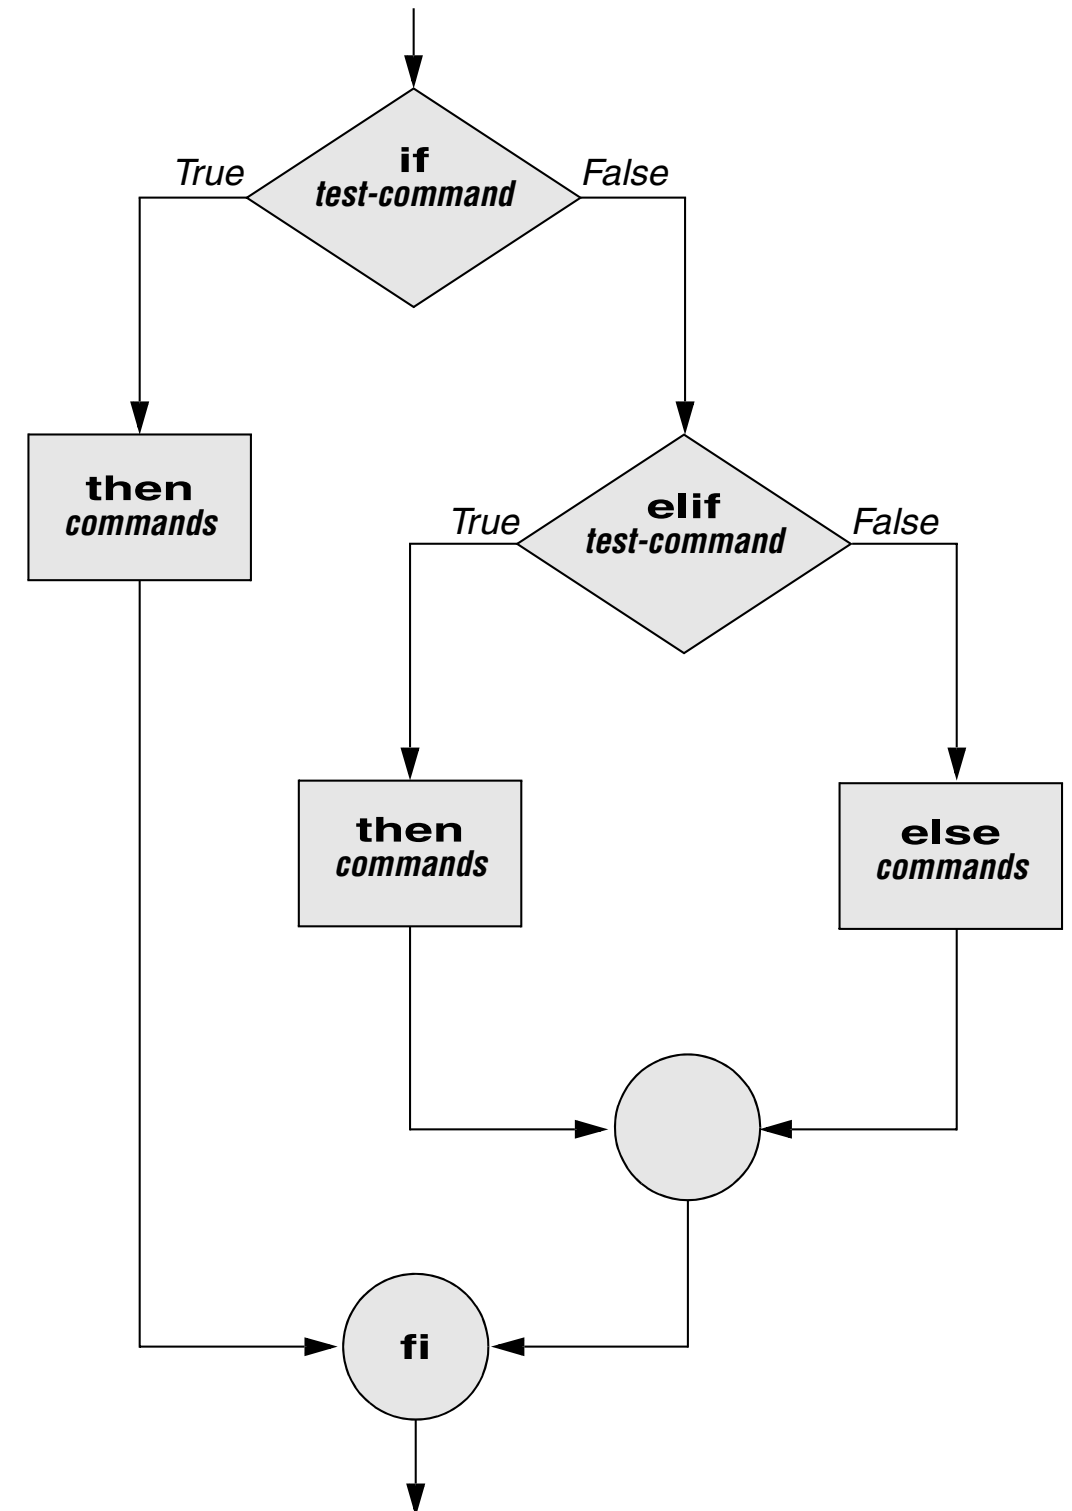 if
True
False
test-command
then
commands
elif
True
False
test-command
then
commands
else
commands
fi